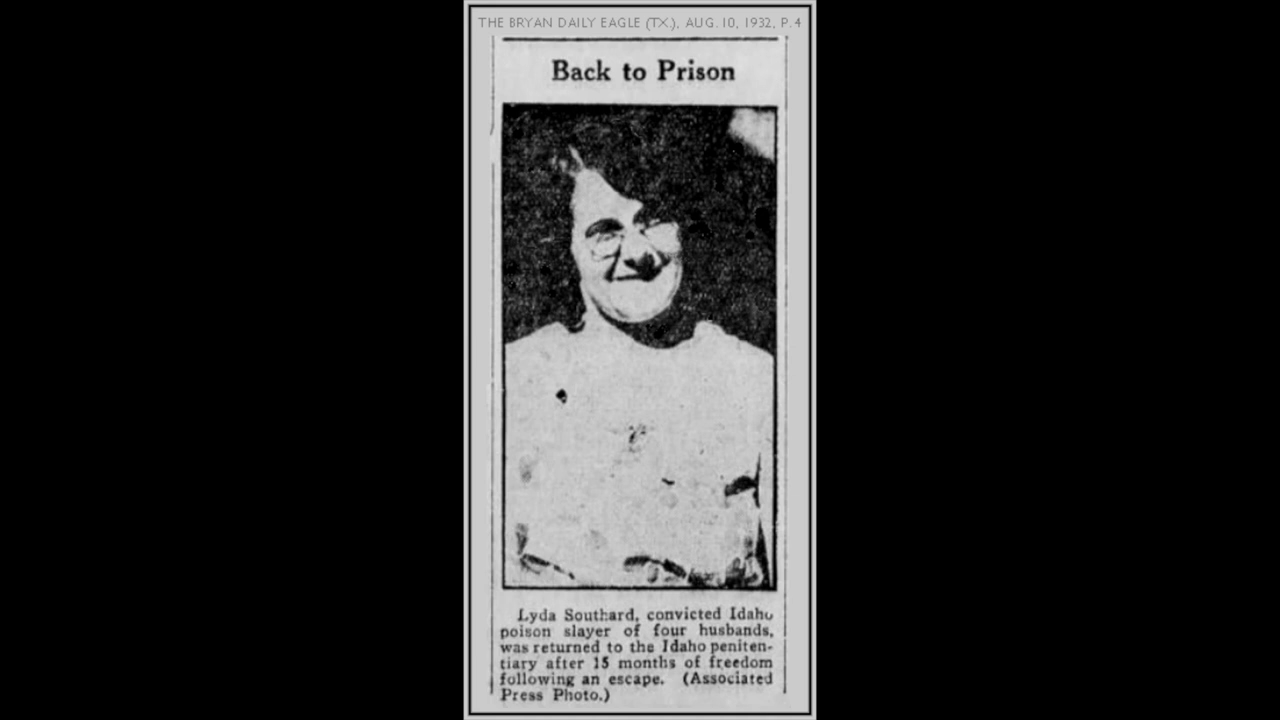 THE BRYAN DAILY EAGLE (TX.), AUG. 10, 1932, P. 4
Back to Prison
Lyda Southard, convicted Idaho
poison slayer of four husbands,
was returned to the Idaho peniten-
tiary after 15 months of freedom
following an escape. (Associated
Press Photo.)